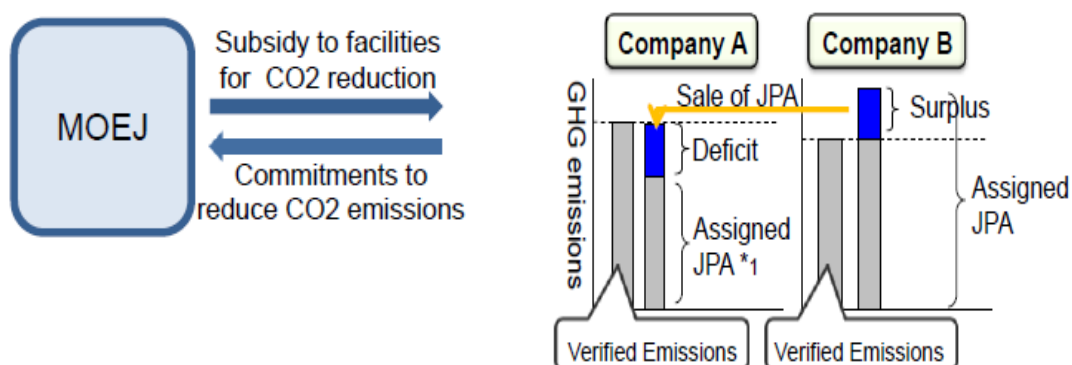 MOEJ
Subsidy to facilities
for CO2 reduction
Commitments to
reduce CO2 emissions
Company A
Company B
GHG emissions
Sale of JPA
Deficit
Assigned
JPA *1
Surplus
Assigned
JPA
Verified Emissions
Verified Emissions